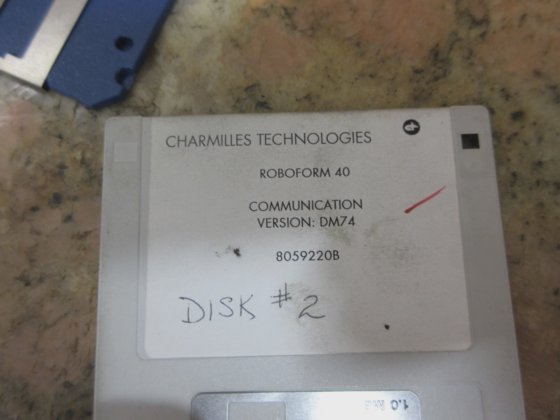 CHARMILLES TECHNOLOGIES
ROBOFORM 40
COMMUNICATION
VERSION: DM74
8059220B
DISK #2